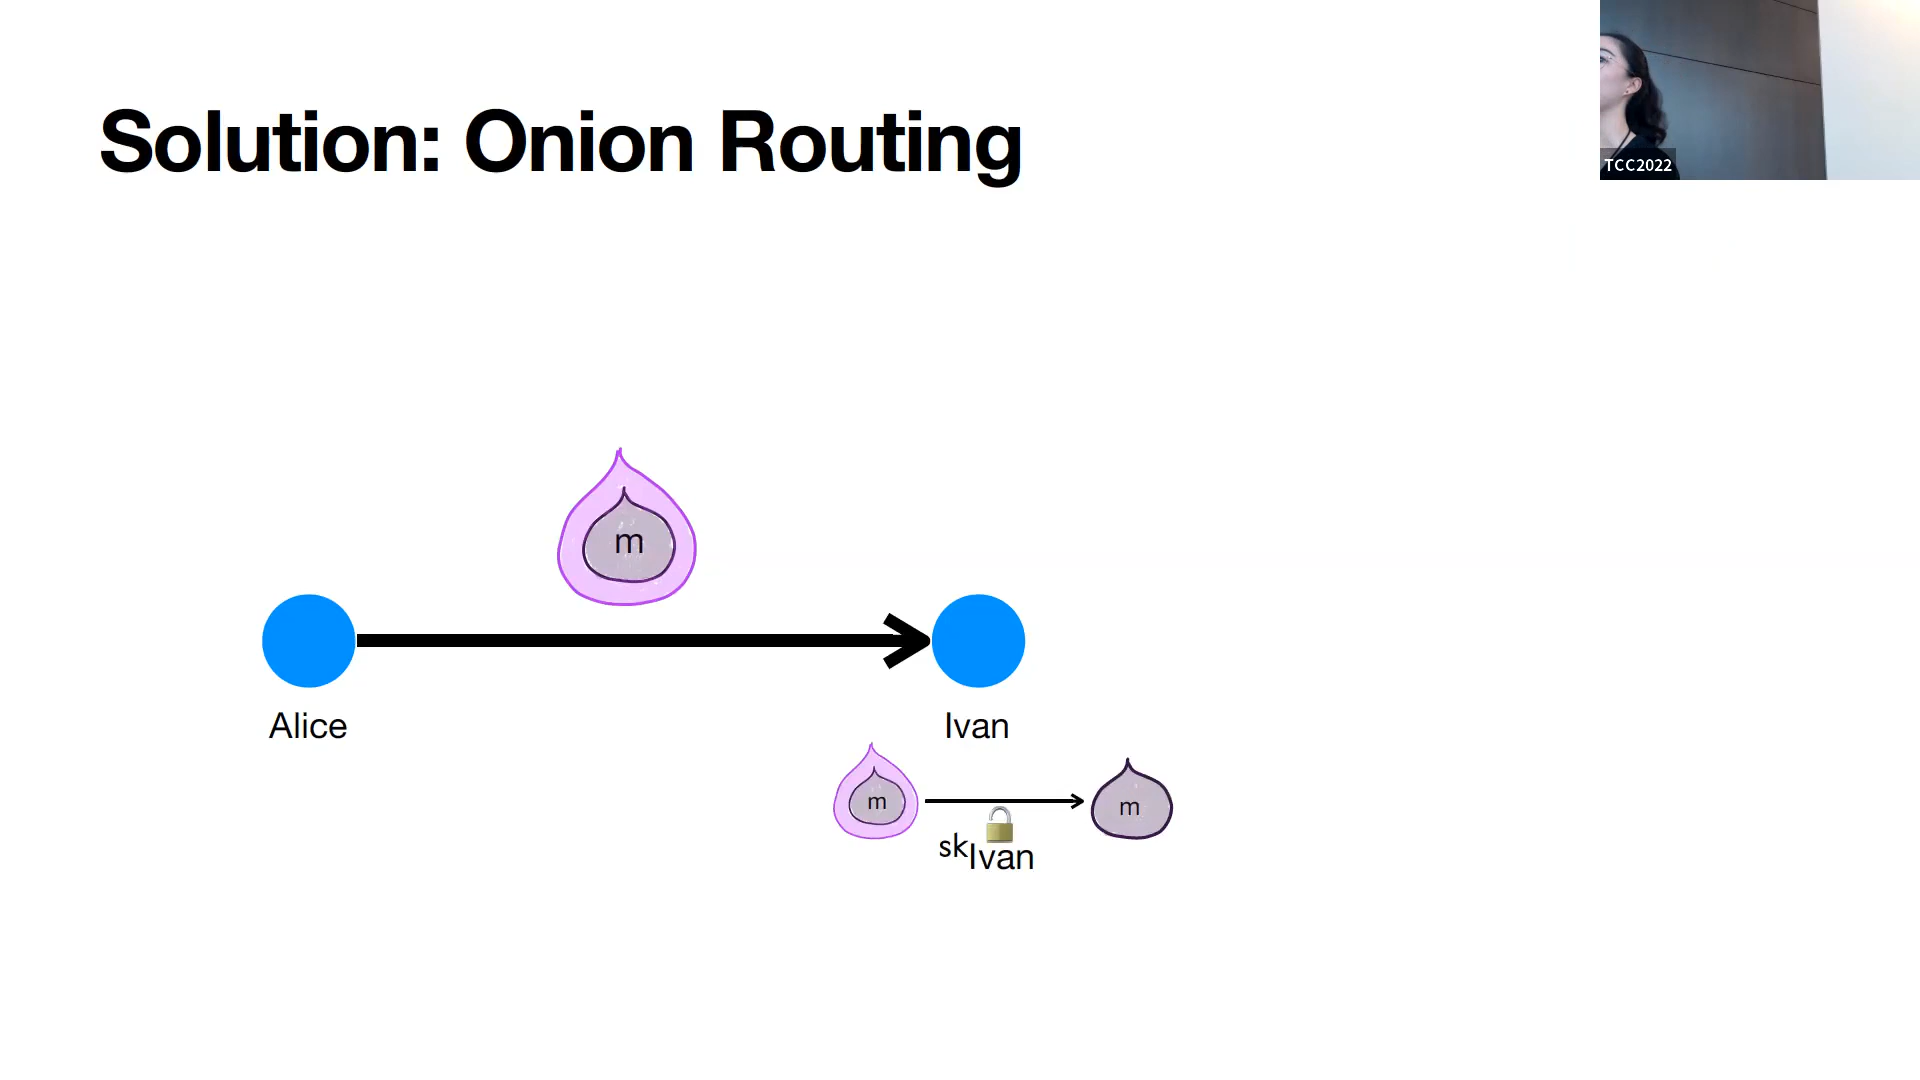 Solution: Onion Routing
TCC2022
m
Alice
Ivan
m
m
skIvan